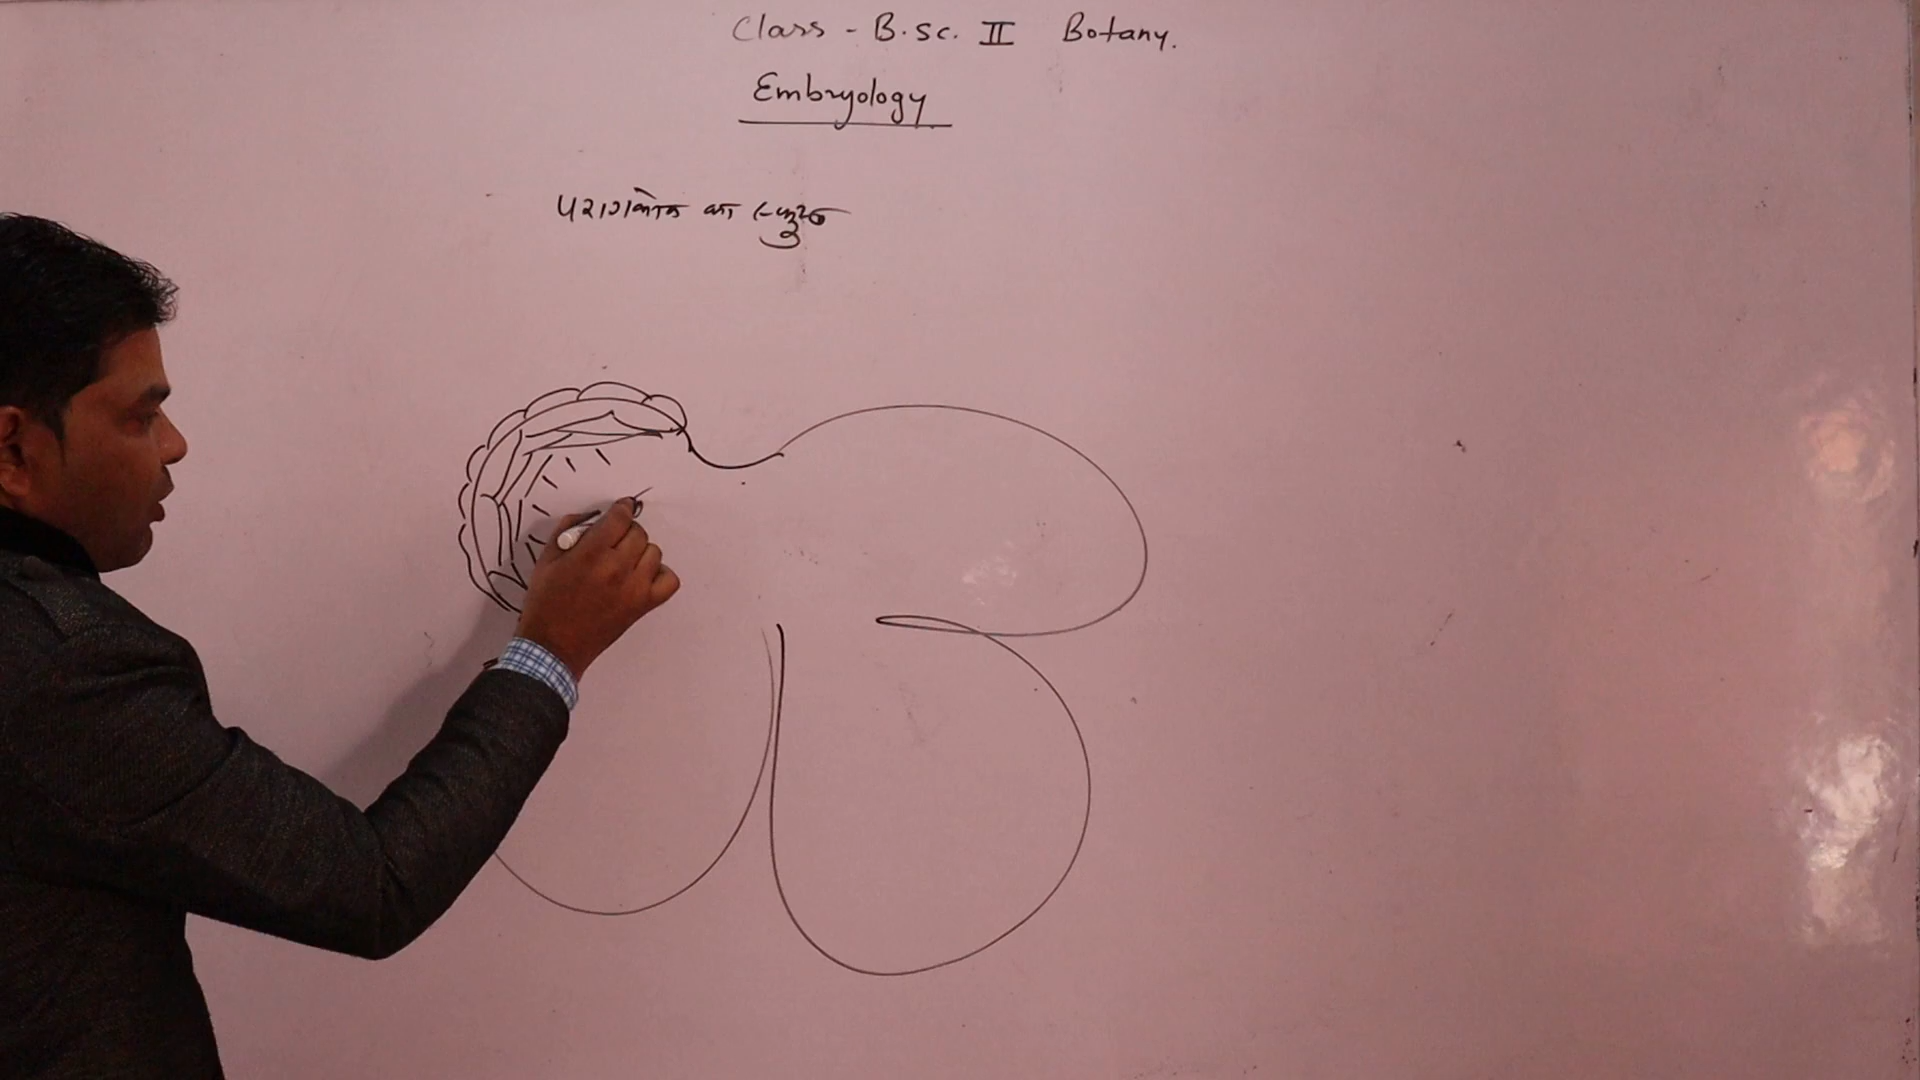 Class - B.Sc. II Botany.
Embryology
परागकोश का स्फुटन